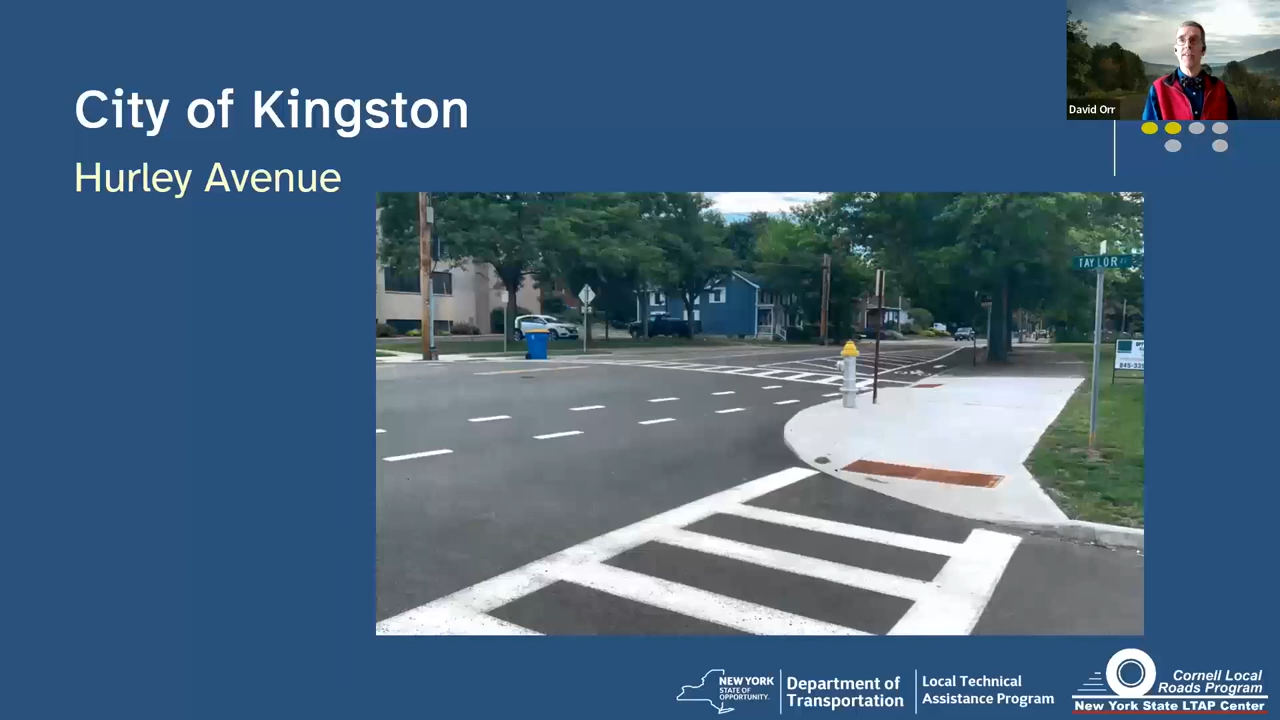 City of Kingston
David Orr
Hurley Avenue
TAYLOR
NEW YORK
STATE OF
OPPORTUNITY.
Department of
Transportation
Local Technical
Assistance Program
Cornell Local
Roads Program
New York State LTAP Center